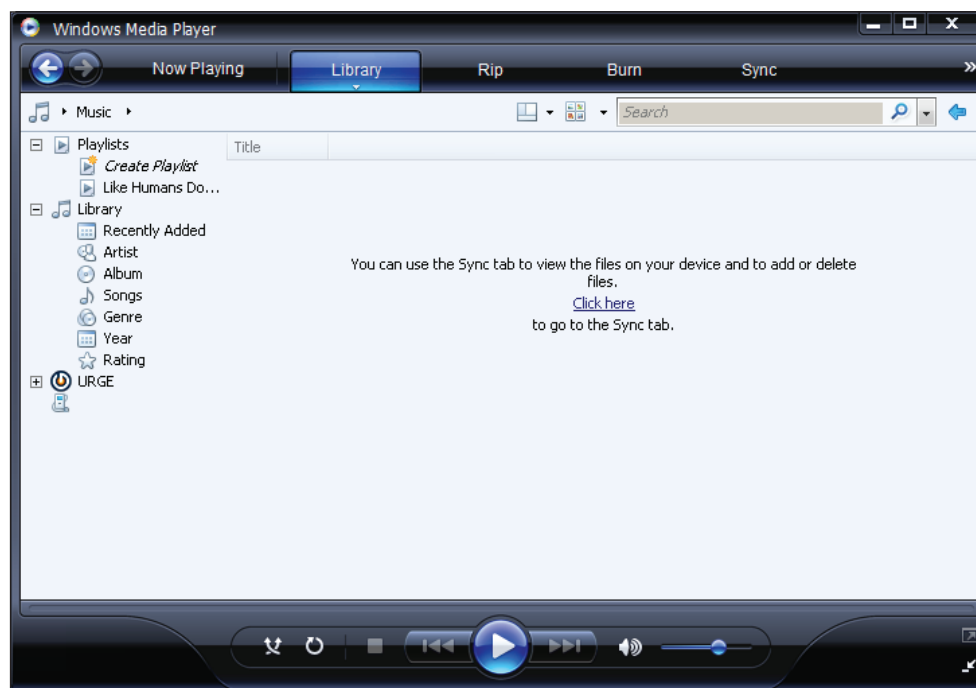 Windows Media Player
Now Playing Library Rip Burn Sync »
Music Search
Playlists Title
Create Playlist
Like Humans Do...
Library
Recently Added
Artist
Album
Songs
Genre
Year
Rating
URGE
You can use the Sync tab to view the files on your device and to add or delete
files.
Click here
to go to the Sync tab.